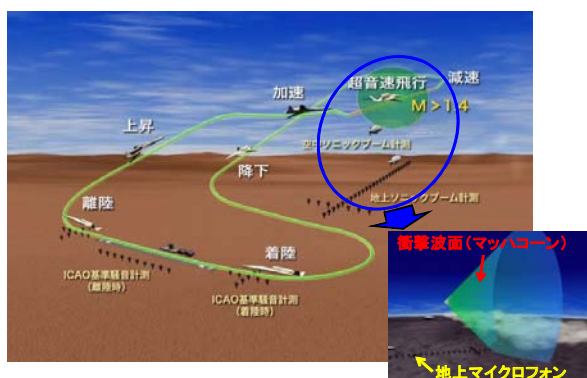 超音速飛行
減速
加速
M>1.4
上昇
空中ソニックブーム計測
降下
地上ソニックブーム計測
離陸
着陸
ICAO基準騒音計測
(離陸時)
ICAO基準騒音計測
(着陸時)
衝撃波面(マッハコーン)
地上マイクロフォン